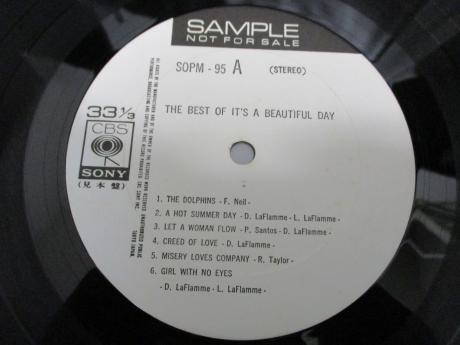 SAMPLE
NOT FOR SALE
SOPM - 95 A (STEREO)
33 1/3
CBS
SONY
(見本盤)
THE BEST OF IT'S A BEAUTIFUL DAY
1. THE DOLPHINS - F. Neil -
2. A HOT SUMMER DAY - D. LaFlamme - L. LaFlamme -
3. LET A WOMAN FLOW - P. Santos - D. LaFlamme -
4. CREED OF LOVE - D. LaFlamme -
5. MISERY LOVES COMPANY - R. Taylor -
6. GIRL WITH NO EYES
- D. LaFlamme - L. LaFlamme -